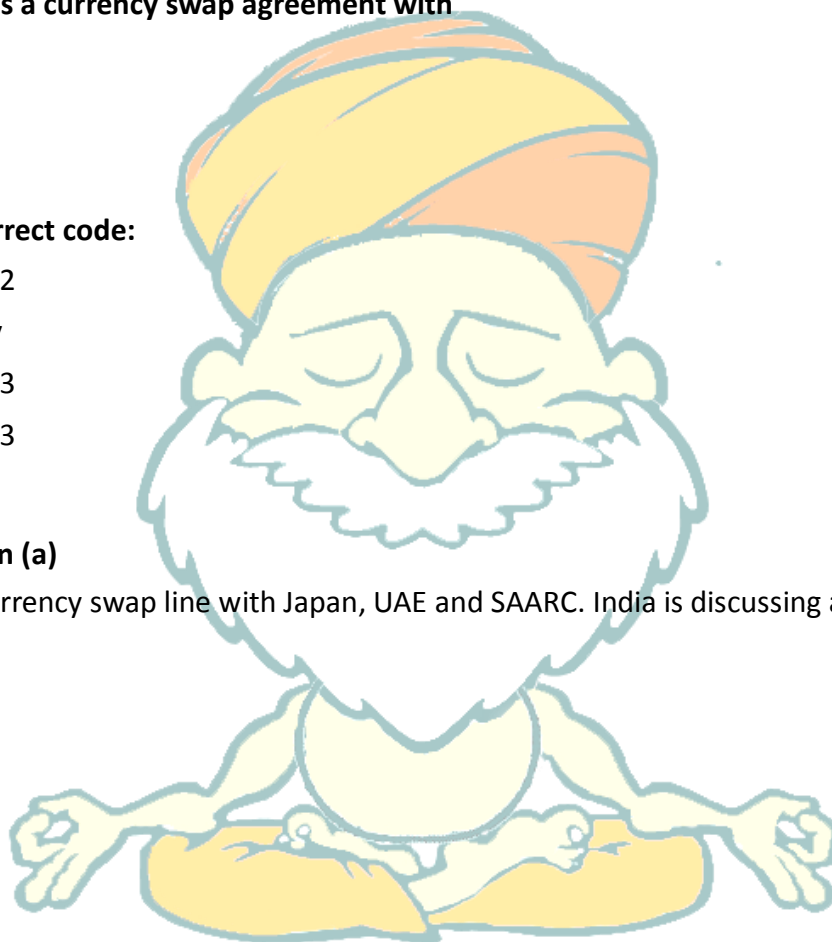 s a currency swap agreement with
rrect code:
2
3
3
n (a)
urrency swap line with Japan, UAE and SAARC. India is discussing a